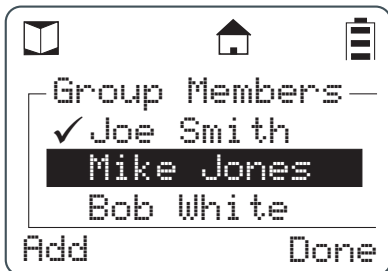 Group Members
✓ Joe Smith
Mike Jones
Bob White
Add Done